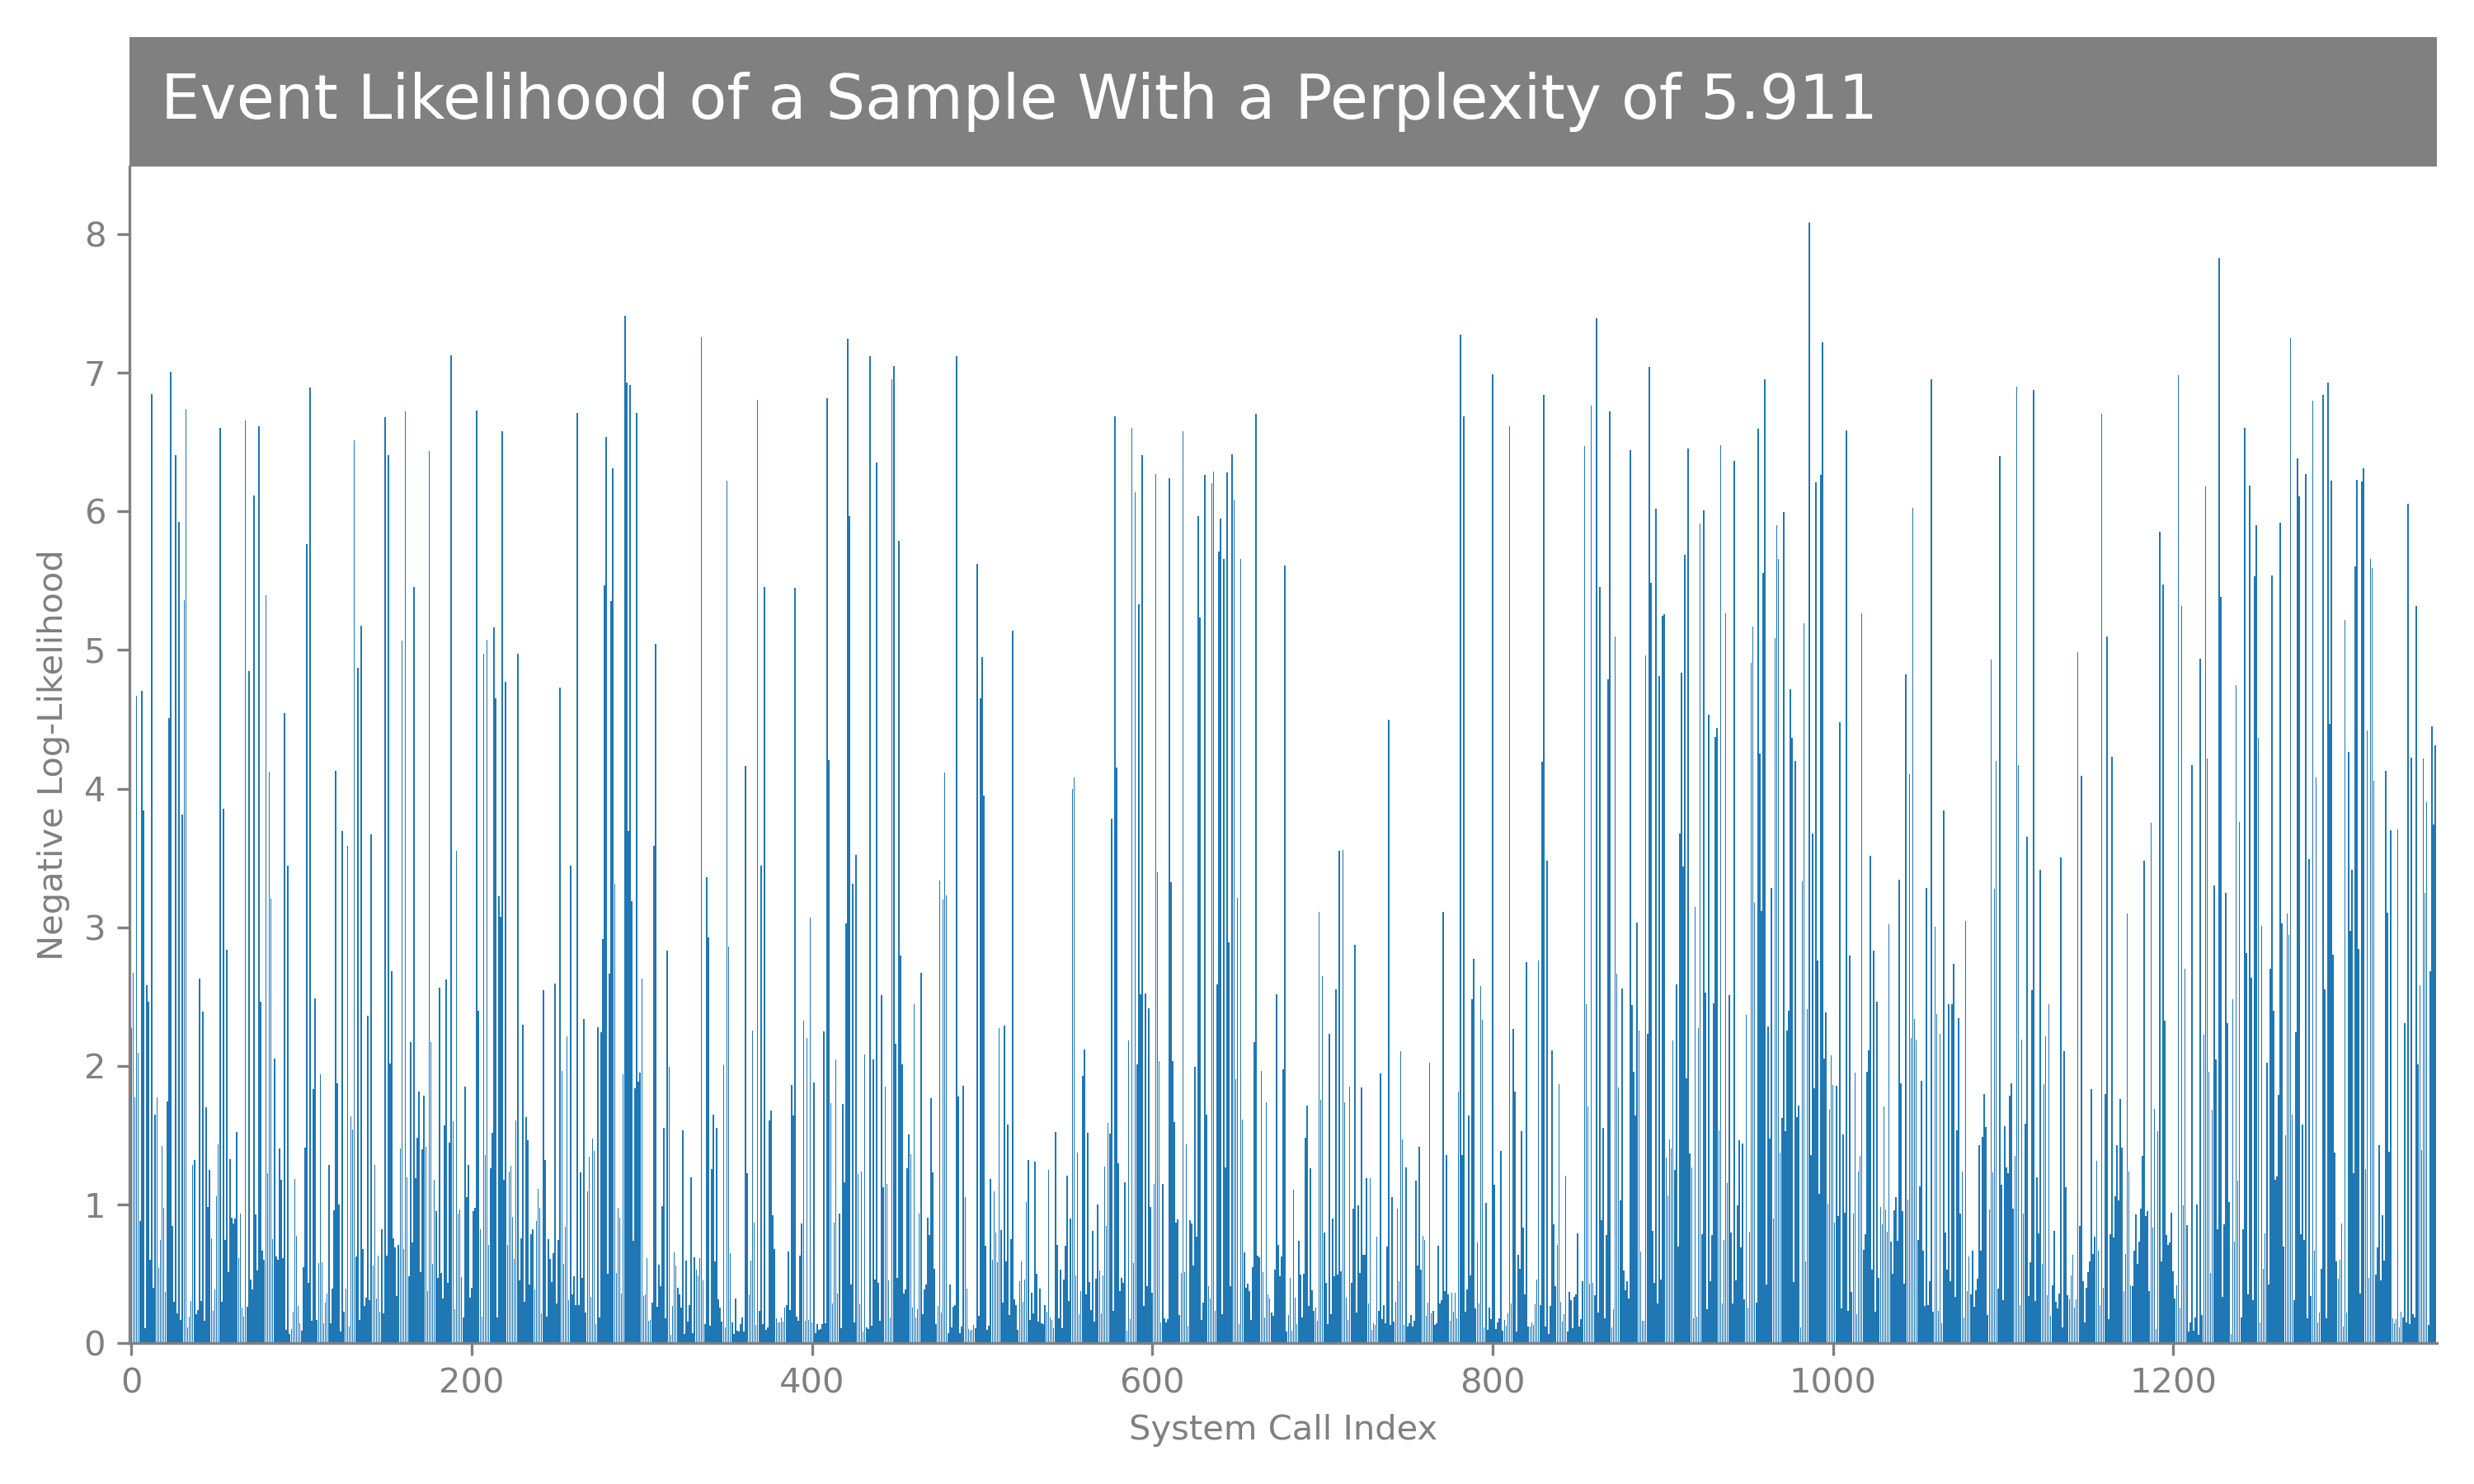 Event Likelihood of a Sample With a Perplexity of 5.911
8
7
6
5
4
3
2
1
0
Negative Log-Likelihood
0 200 400 600 800 1000 1200
System Call Index